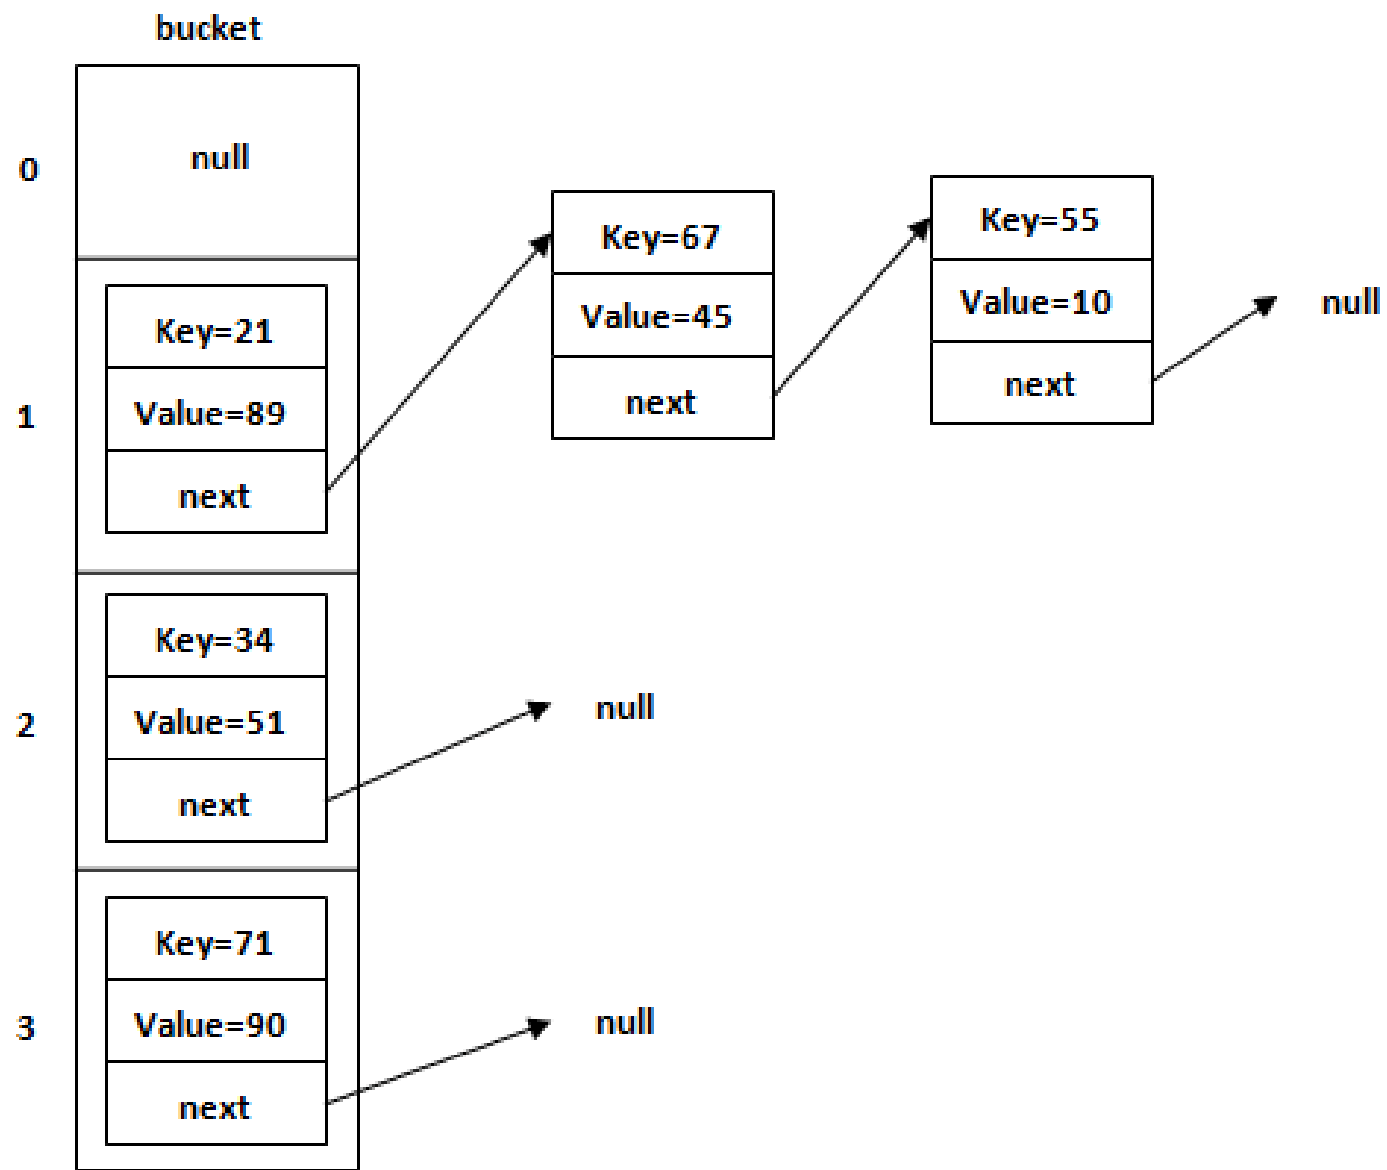 bucket
0
null
1
Key=21
Value=89
next
Key=67
Value=45
next
Key=55
Value=10
next
null
2
Key=34
Value=51
next
null
3
Key=71
Value=90
next
null